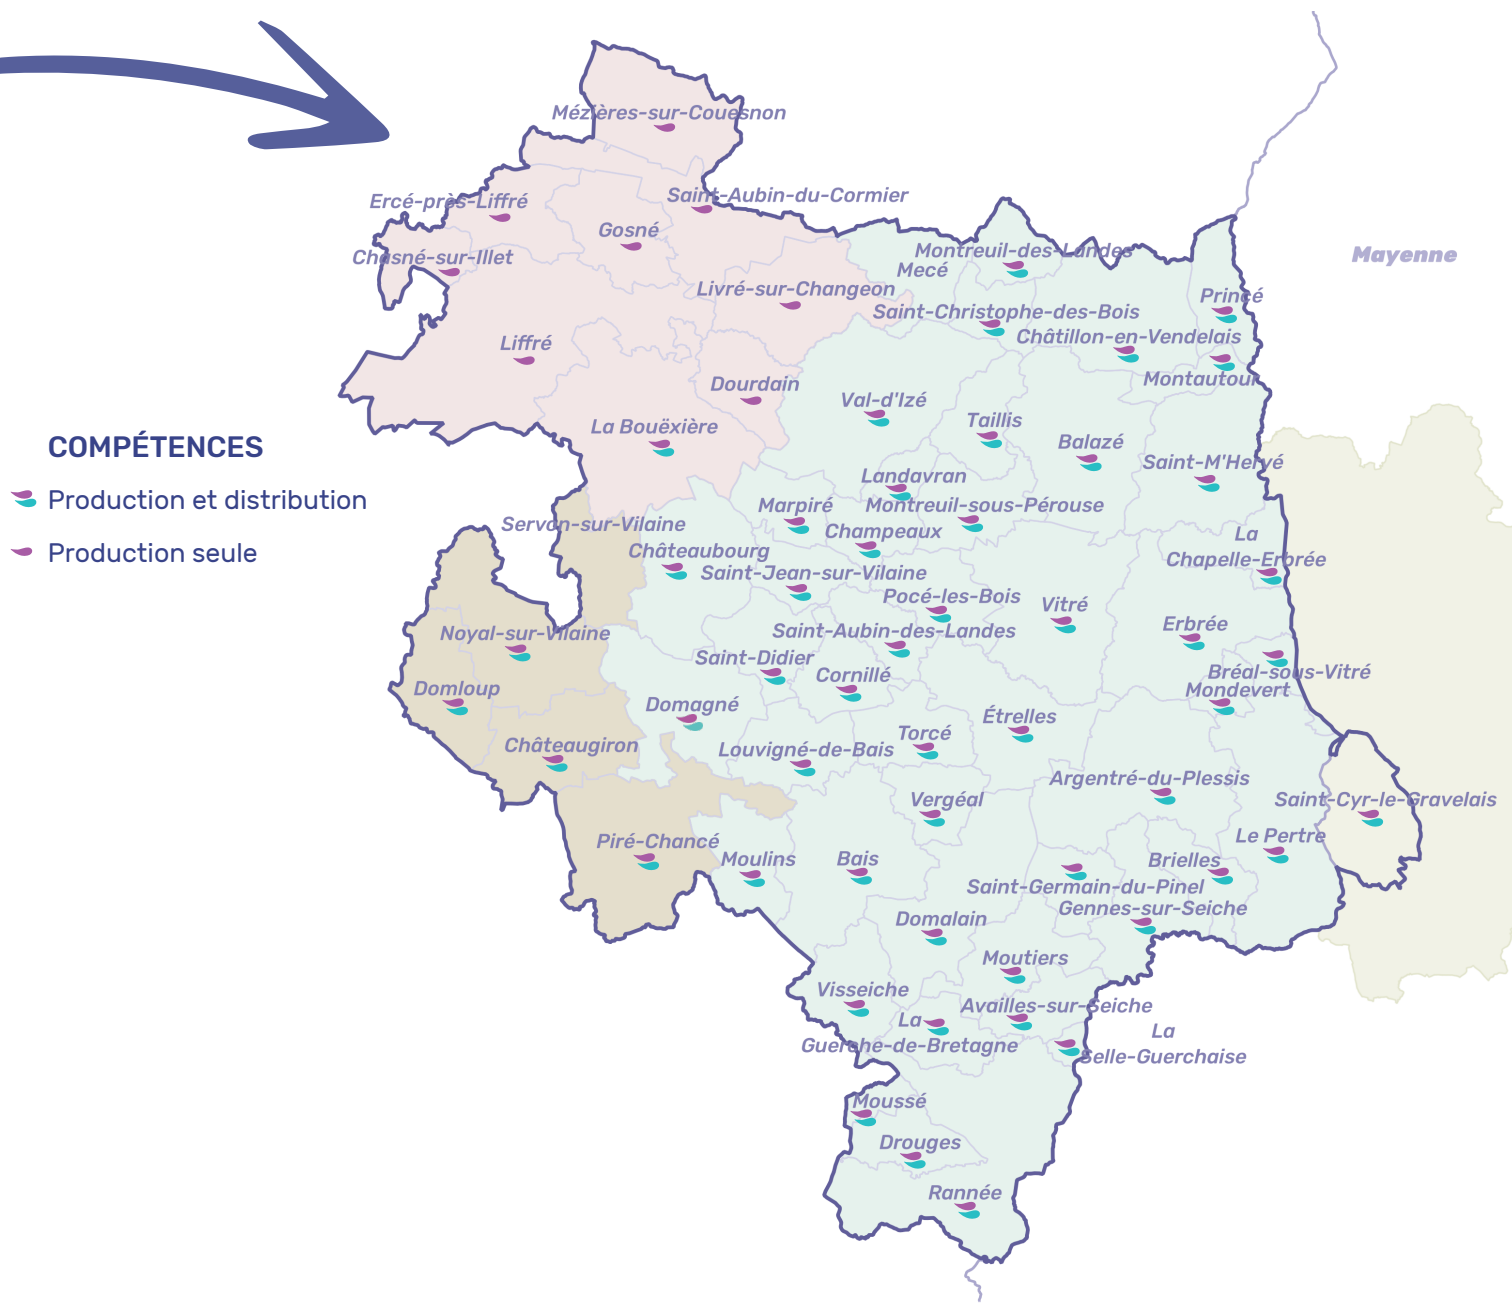 Mézières-sur-Couesnon
Saint-Aubin-du-Cormier
Ercé-près-Liffré
Gosné
Chasné-sur-Illet
Montreuil-des-Landes
Mayenne
Mecé
Livré-sur-Changeon
Princé
Saint-Christophe-des-Bois
Châtillon-en-Vendelais
Liffré
Montautour
Dourdain
Val-d'Izé
Taillis
La Bouëxière
Balazé
COMPÉTENCES
Production et distribution
Production seule
Saint-M'Hervé
Landavran
Marpiré
Montreuil-sous-Pérouse
Servon-sur-Vilaine
Champeaux
La
Chapelle-Erbrée
Châteaubourg
Saint-Jean-sur-Vilaine
Pocé-les-Bois
Vitré
Erbrée
Noyal-sur-Vilaine
Saint-Aubin-des-Landes
Saint-Didier
Cornillé
Bréal-sous-Vitré
Mondevert
Domloup
Domagné
Étrelles
Torcé
Châteaugiron
Louvigné-de-Bais
Argentré-du-Plessis
Vergéal
Saint-Cyr-le-Gravelais
Le Pertre
Piré-Chancé
Moulins
Bais
Brielles
Saint-Germain-du-Pinel
Gennes-sur-Seiche
Domalain
Moutiers
Visseiche
Availles-sur-Seiche
La
Guerche-de-Bretagne
La
Selle-Guerchaise
Moussé
Drouges
Rannée